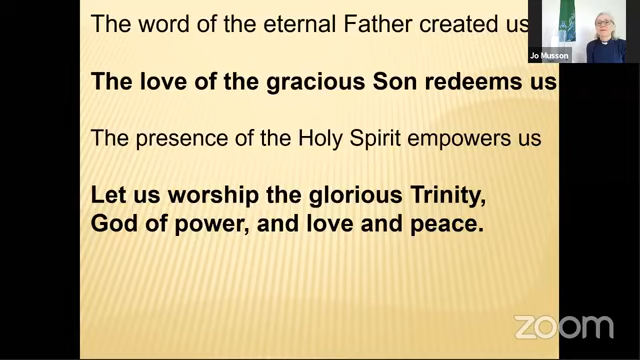 The word of the eternal Father created us
The love of the gracious Son redeems us
The presence of the Holy Spirit empowers us
Let us worship the glorious Trinity,
God of power, and love and peace.
Jo Musson
zoom